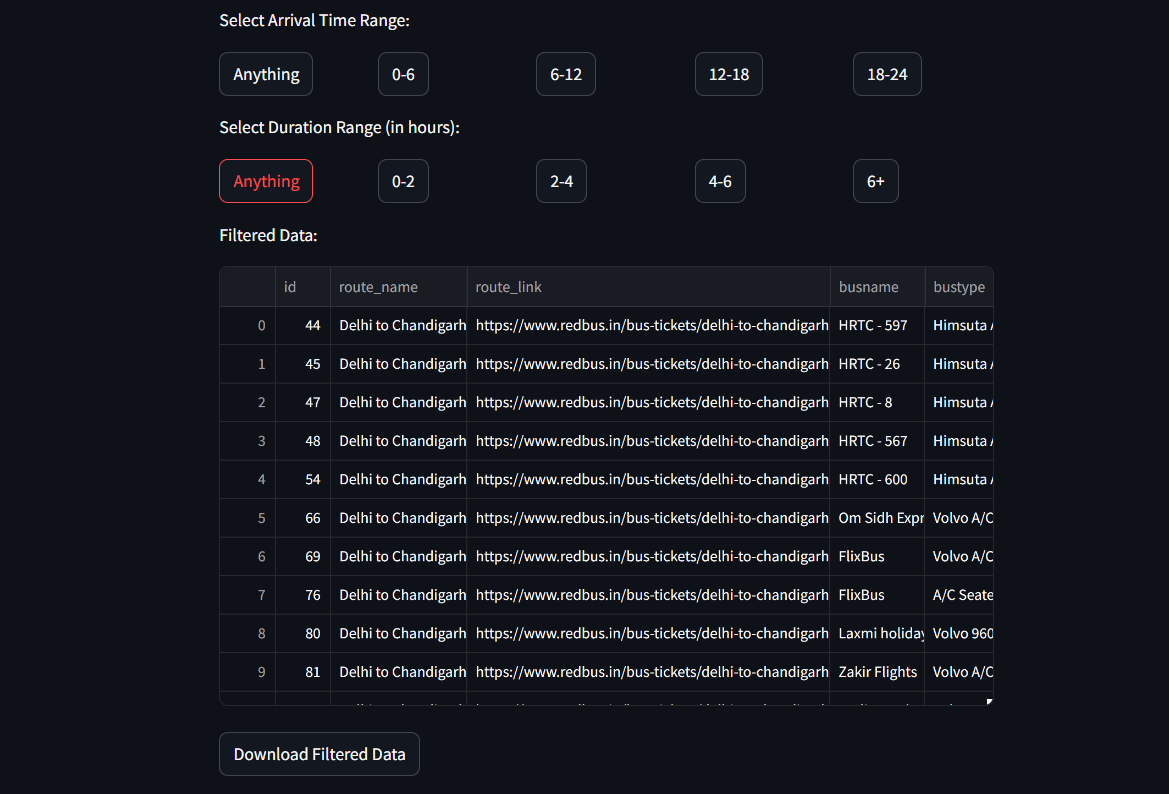 Select Arrival Time Range:
Anything 0-6 6-12 12-18 18-24
Select Duration Range (in hours):
Anything 0-2 2-4 4-6 6+
Filtered Data:
id route_name route_link busname bustype
0 44 Delhi to Chandigarh https://www.redbus.in/bus-tickets/delhi-to-chandigarh HRTC - 597 Himsuta
1 45 Delhi to Chandigarh https://www.redbus.in/bus-tickets/delhi-to-chandigarh HRTC - 26 Himsuta
2 47 Delhi to Chandigarh https://www.redbus.in/bus-tickets/delhi-to-chandigarh HRTC - 8 Himsuta
3 48 Delhi to Chandigarh https://www.redbus.in/bus-tickets/delhi-to-chandigarh HRTC - 567 Himsuta
4 54 Delhi to Chandigarh https://www.redbus.in/bus-tickets/delhi-to-chandigarh HRTC - 600 Himsuta
5 66 Delhi to Chandigarh https://www.redbus.in/bus-tickets/delhi-to-chandigarh Om Sidh Expr Volvo A/C
6 69 Delhi to Chandigarh https://www.redbus.in/bus-tickets/delhi-to-chandigarh FlixBus Volvo A/C
7 76 Delhi to Chandigarh https://www.redbus.in/bus-tickets/delhi-to-chandigarh FlixBus A/C Seate
8 80 Delhi to Chandigarh https://www.redbus.in/bus-tickets/delhi-to-chandigarh Laxmi holiday Volvo 960
9 81 Delhi to Chandigarh https://www.redbus.in/bus-tickets/delhi-to-chandigarh Zakir Flights Volvo A/C
Download Filtered Data